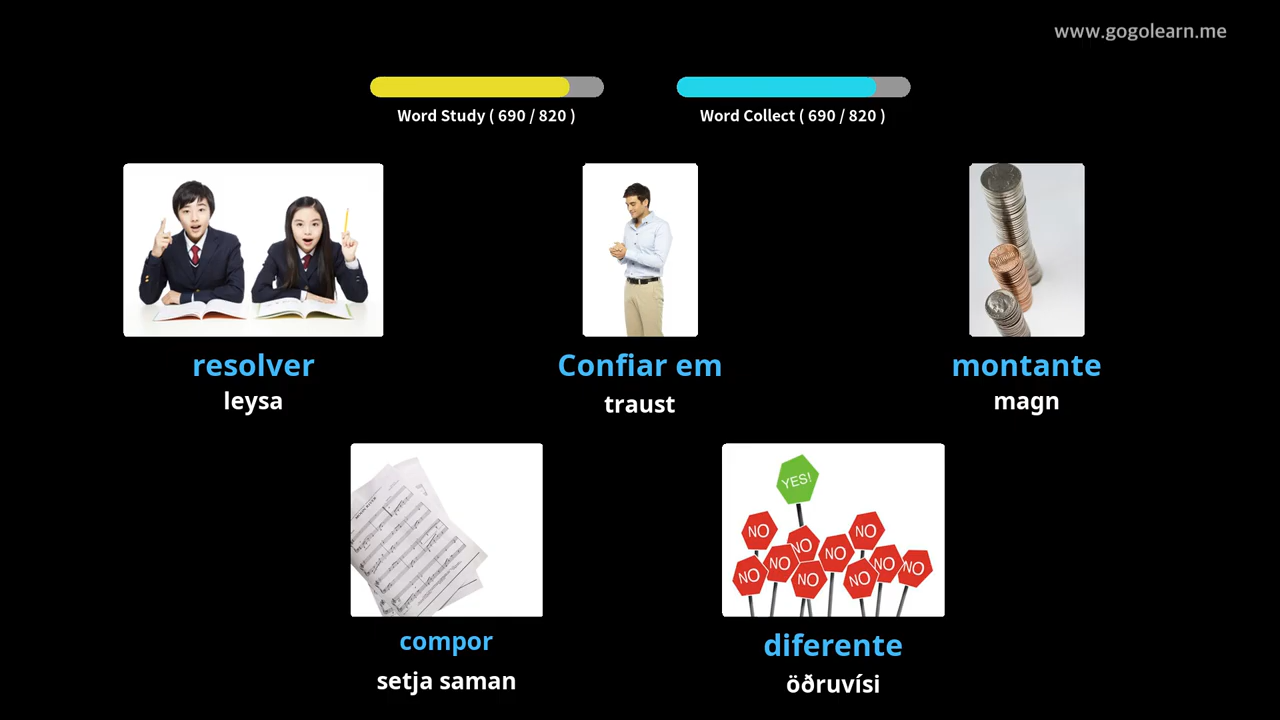 www.gogolearn.me
Word Study ( 690 / 820 )
Word Collect ( 690 / 820 )
resolver
leysa
Confiar em
traust
montante
magn
YES!
NO
NO
NO
NO
NO
NO
NO
NO
NO
NO
compor
setja saman
diferente
öðruvísi